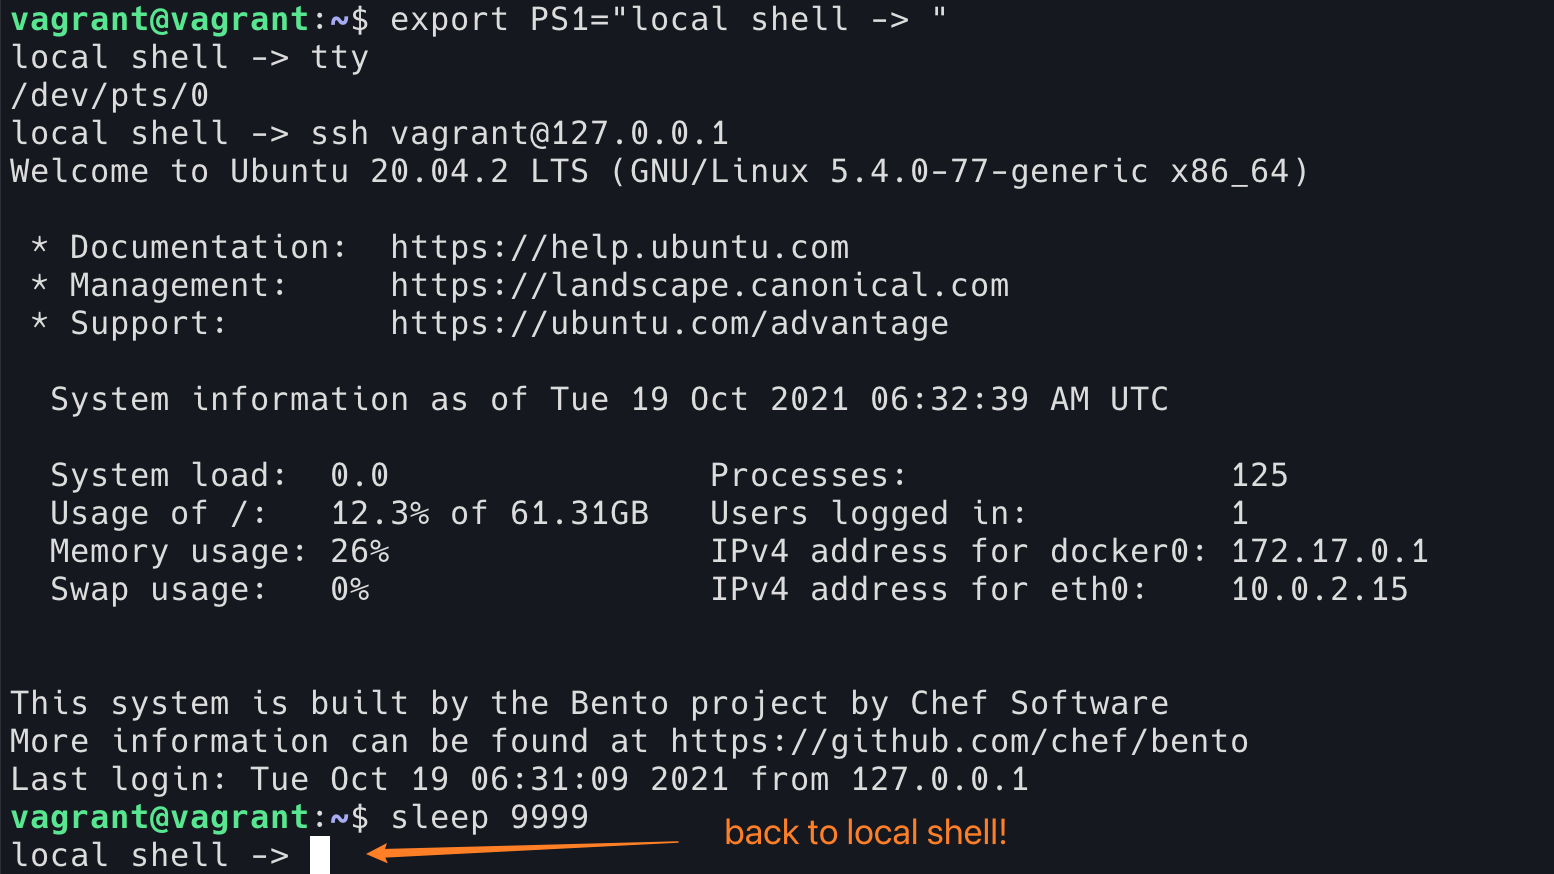 vagrant@vagrant:~$ export PS1="local shell -> "
local shell -> tty
/dev/pts/0
local shell -> ssh vagrant@127.0.0.1
Welcome to Ubuntu 20.04.2 LTS (GNU/Linux 5.4.0-77-generic x86_64)
 * Documentation:  https://help.ubuntu.com
 * Management:     https://landscape.canonical.com
 * Support:        https://ubuntu.com/advantage
  System information as of Tue 19 Oct 2021 06:32:39 AM UTC
  System load:  0.0                Processes:                125
  Usage of /:   12.3% of 61.31GB   Users logged in:          1
  Memory usage: 26%                IPv4 address for docker0: 172.17.0.1
  Swap usage:   0%                 IPv4 address for eth0:    10.0.2.15
This system is built by the Bento project by Chef Software
More information can be found at https://github.com/chef/bento
Last login: Tue Oct 19 06:31:09 2021 from 127.0.0.1
vagrant@vagrant:~$ sleep 9999
back to local shell!
local shell ->